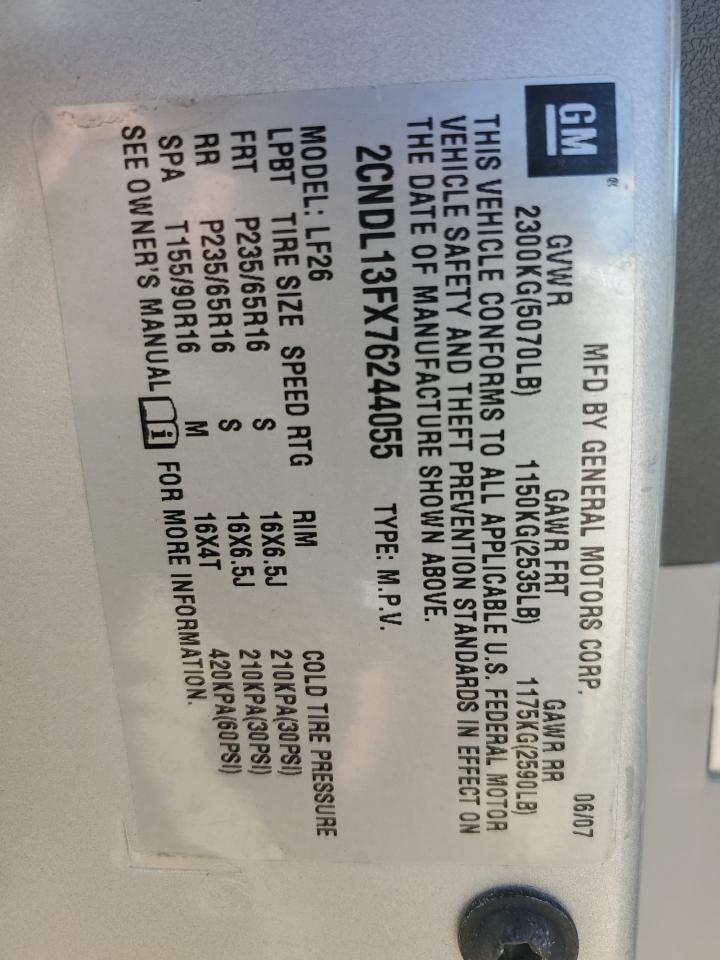 GM
MFD BY GENERAL MOTORS CORP. 06/07
GVWR GAWR FRT GAWR RR
2300KG(5070LB) 1150KG(2535LB) 1175KG(2590LB)
THIS VEHICLE CONFORMS TO ALL APPLICABLE U.S. FEDERAL MOTOR
VEHICLE SAFETY AND THEFT PREVENTION STANDARDS IN EFFECT ON
THE DATE OF MANUFACTURE SHOWN ABOVE.
2CNDL13FX76244055 TYPE: M.P.V.
MODEL: LF26
LPBT TIRE SIZE SPEED RTG RIM COLD TIRE PRESSURE
FRT P235/65R16 S 16X6.5J 210KPA(30PSI)
RR P235/65R16 S 16X6.5J 210KPA(30PSI)
SPA T155/90R16 M 16X4T 420KPA(60PSI)
SEE OWNER'S MANUAL i FOR MORE INFORMATION.